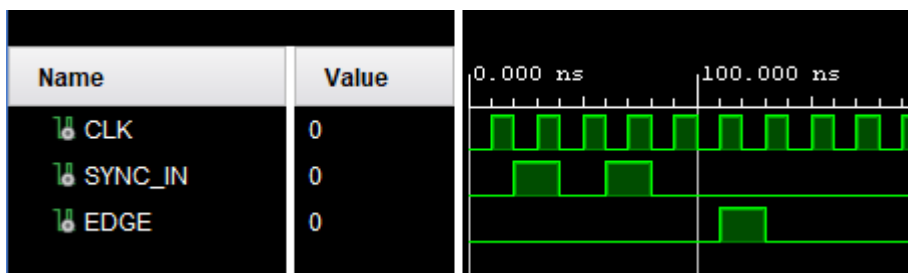 Name Value 0.000 ns 100.000 ns
CLK 0
SYNC_IN 0
EDGE 0